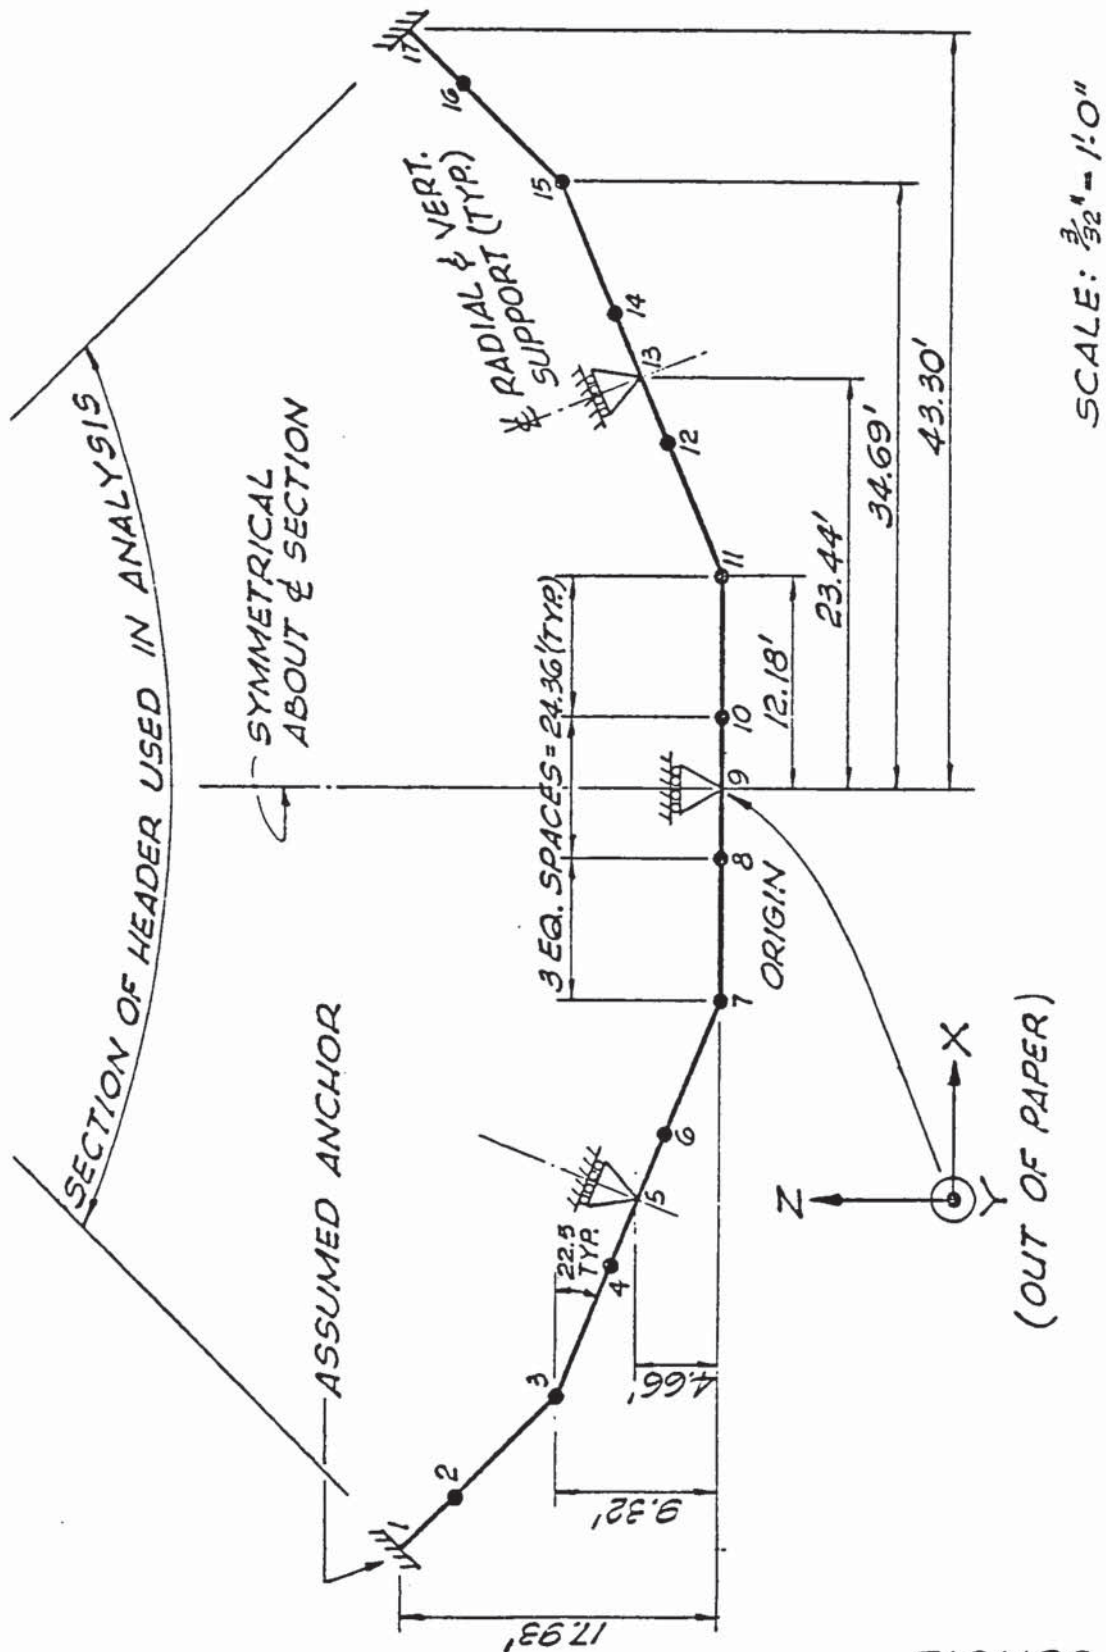 SECTION OF HEADER USED IN ANALYSIS
SYMMETRICAL
ABOUT ℄ SECTION
ASSUMED ANCHOR
℄ RADIAL & VERT.
SUPPORT (TYP.)
3 EQ. SPACES = 24.36'(TYP.)
22.5
TYP.
1
2
3
4
5
6
7
8
9
10
11
12
13
14
15
16
17
ORIGIN
17.93'
9.32'
4.66'
12.18'
23.44'
34.69'
43.30'
Z
X
Y
(OUT OF PAPER)
SCALE: 3/32" = 1'-0"